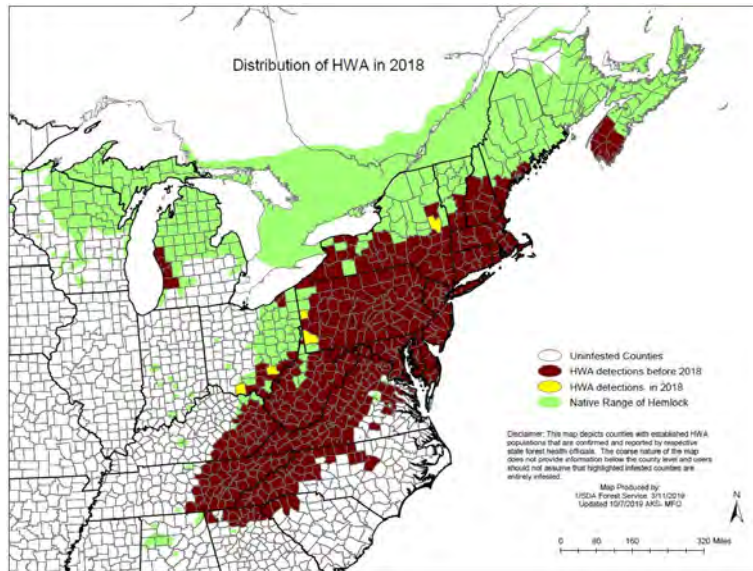 Distribution of HWA in 2018
Uninfested Counties
HWA detections before 2018
HWA detections in 2018
Native Range of Hemlock
Disclaimer: This map depicts counties with established HWA
populations that are confirmed and reported by respective
state forest health officials. The coarse nature of the map
does not provide information below the county level and users
should not assume that highlighted infested counties are
entirely infested.
Map Produced by:
USDA Forest Service 3/11/2019
Updated 10/7/2019 AKS- MFO
N
0 80 160 320 Miles